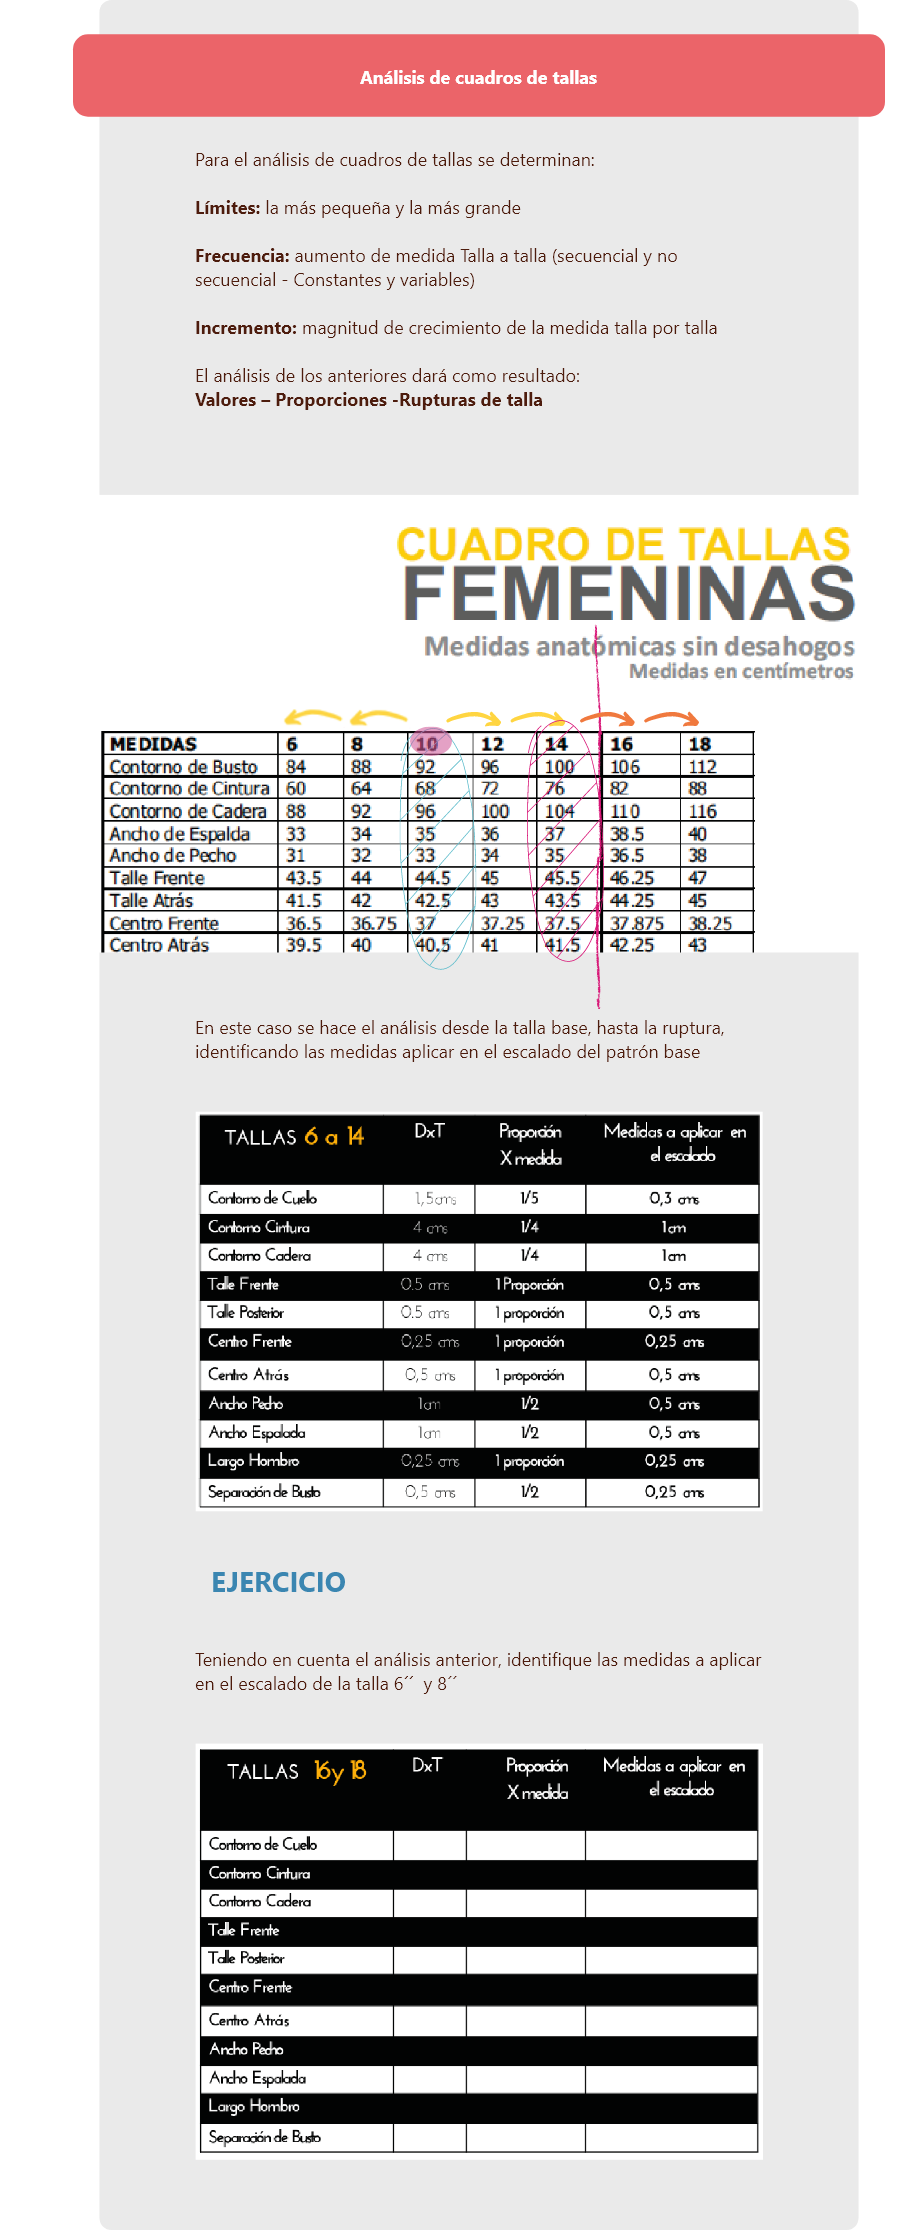 Análisis de cuadros de tallas
Para el análisis de cuadros de tallas se determinan:
Límites: la más pequeña y la más grande
Frecuencia: aumento de medida Talla a talla (secuencial y no
secuencial - Constantes y variables)
Incremento: magnitud de crecimiento de la medida talla por talla
El análisis de los anteriores dará como resultado:
Valores – Proporciones -Rupturas de talla
CUADRO DE TALLAS
FEMENINAS
Medidas anatómicas sin desahogos
Medidas en centímetros
MEDIDAS 6 8 10 12 14 16 18
Contorno de Busto 84 88 92 96 100 106 112
Contorno de Cintura 60 64 68 72 76 82 88
Contorno de Cadera 88 92 96 100 104 110 116
Ancho de Espalda 33 34 35 36 37 38.5 40
Ancho de Pecho 31 32 33 34 35 36.5 38
Talle Frente 43.5 44 44.5 45 45.5 46.25 47
Talle Atrás 41.5 42 42.5 43 43.5 44.25 45
Centro Frente 36.5 36.75 37 37.25 37.5 37.875 38.25
Centro Atrás 39.5 40 40.5 41 41.5 42.25 43
En este caso se hace el análisis desde la talla base, hasta la ruptura,
identificando las medidas aplicar en el escalado del patrón base
TALLAS 6 a 14 DxT Proporción Medidas a aplicar en
X medida el escalado
Contorno de Cuello 1,5cms 1/5 0,3 cms
Contorno Cintura 4 cms 1/4 1cm
Contorno Cadera 4 cms 1/4 1cm
Talle Frente 0.5 cms 1 Proporción 0,5 cms
Talle Posterior 0.5 cms 1 proporción 0,5 cms
Centro Frente 0,25 cms 1 proporción 0,25 cms
Centro Atrás 0,5 cms 1 proporción 0,5 cms
Ancho Pecho 1cm 1/2 0,5 cms
Ancho Espalada 1cm 1/2 0,5 cms
Largo Hombro 0,25 cms 1 proporción 0,25 cms
Separación de Busto 0,5 cms 1/2 0,25 cms
EJERCICIO
Teniendo en cuenta el análisis anterior, identifique las medidas a aplicar
en el escalado de la talla 6´´ y 8´´
TALLAS 16y 18 DxT Proporción Medidas a aplicar en
X medida el escalado
Contorno de Cuello
Contorno Cintura
Contorno Cadera
Talle Frente
Talle Posterior
Centro Frente
Centro Atrás
Ancho Pecho
Ancho Espalada
Largo Hombro
Separación de Busto